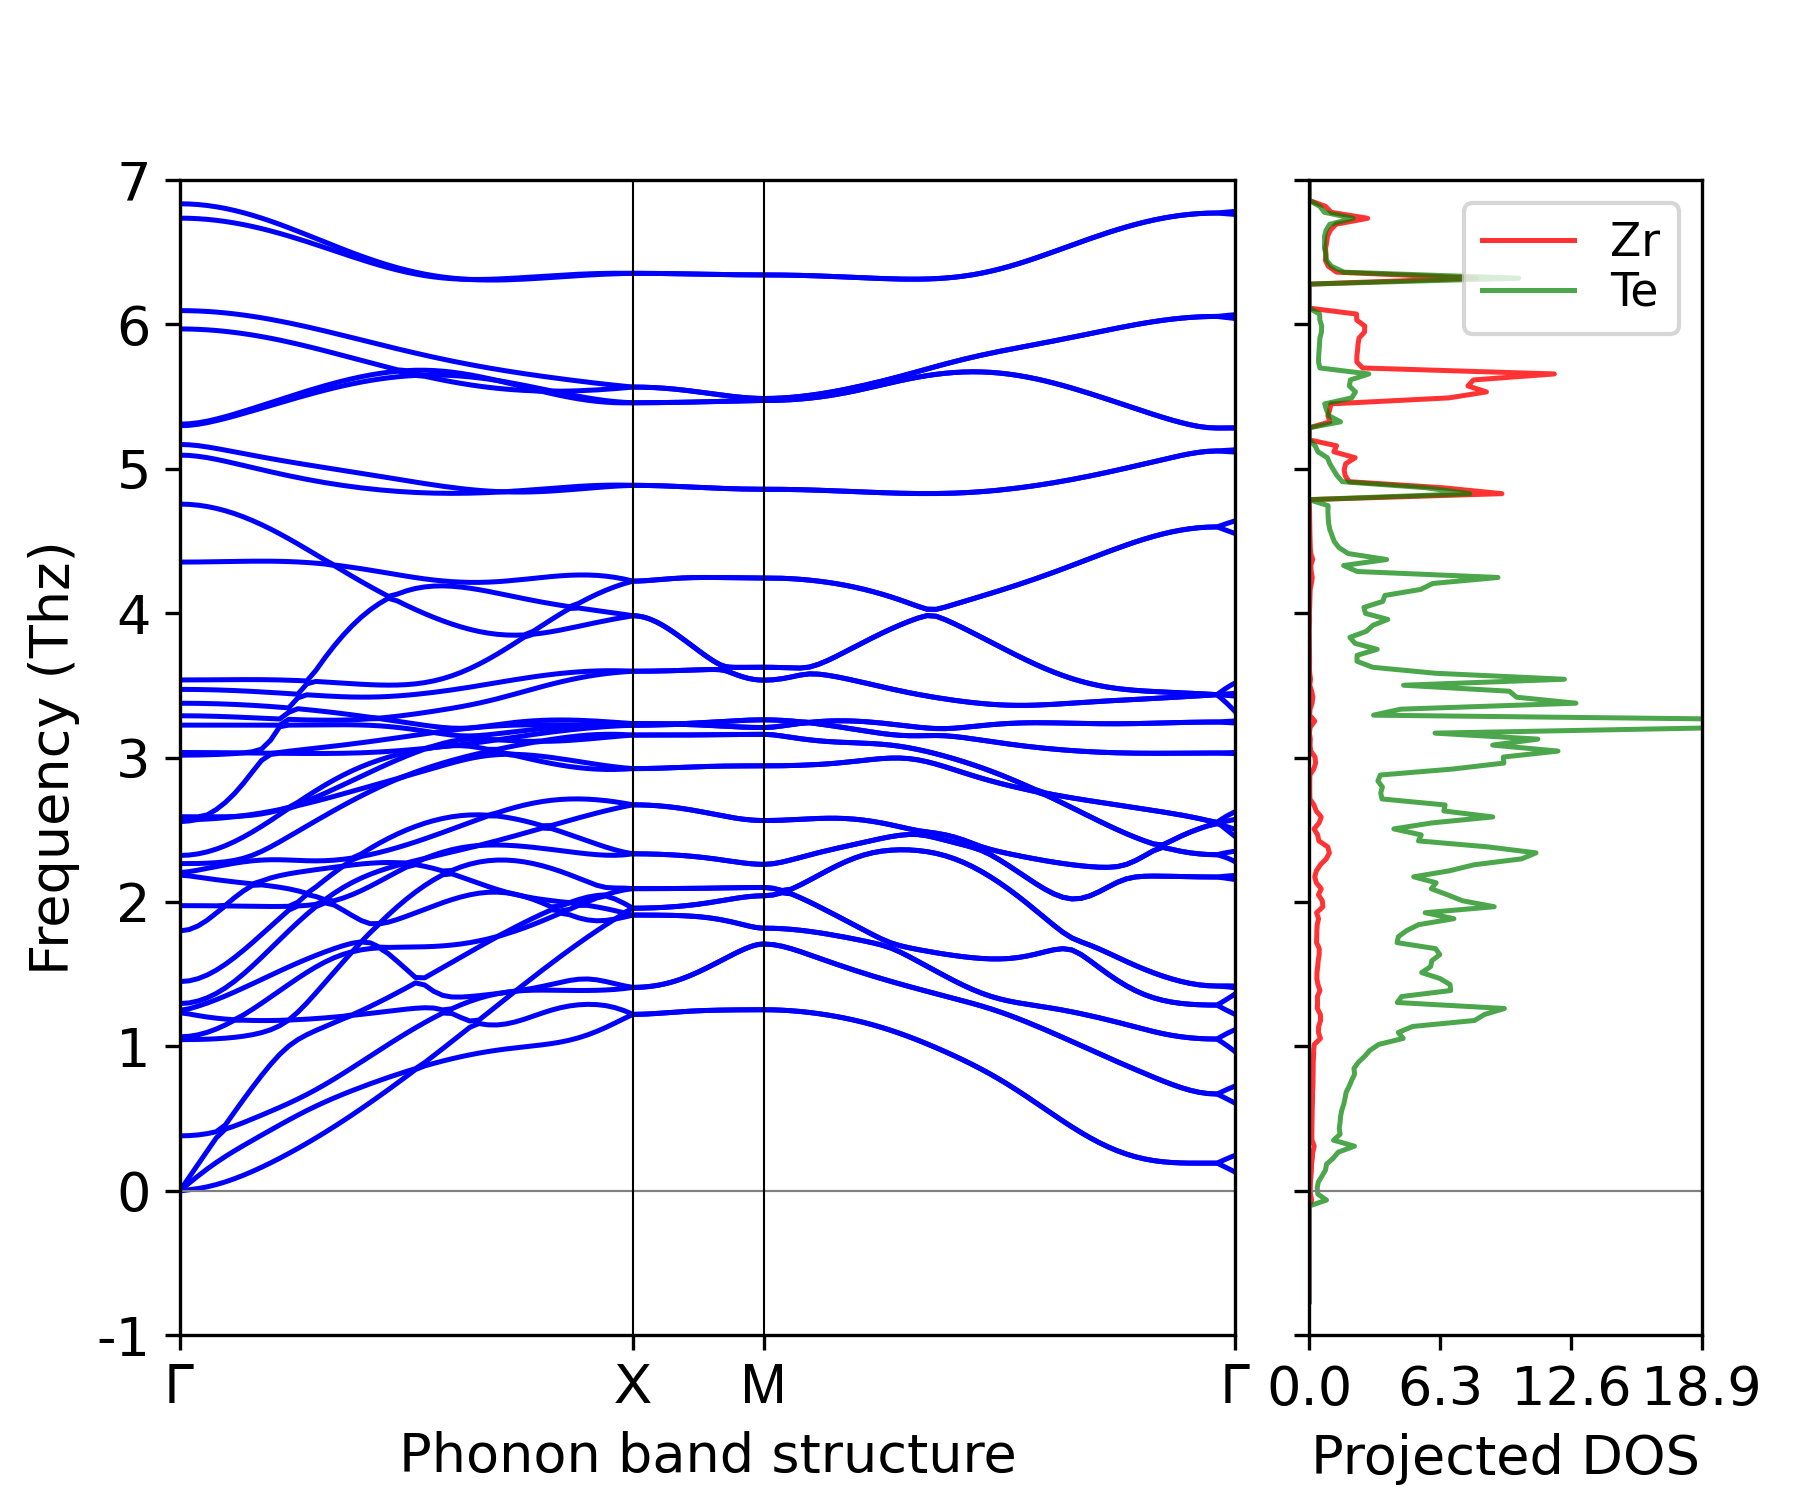 7
6
5
4
3
2
1
0
-1
Frequency (Thz)
Γ X M Γ
Phonon band structure
Zr
Te
0.0 6.3 12.6 18.9
Projected DOS